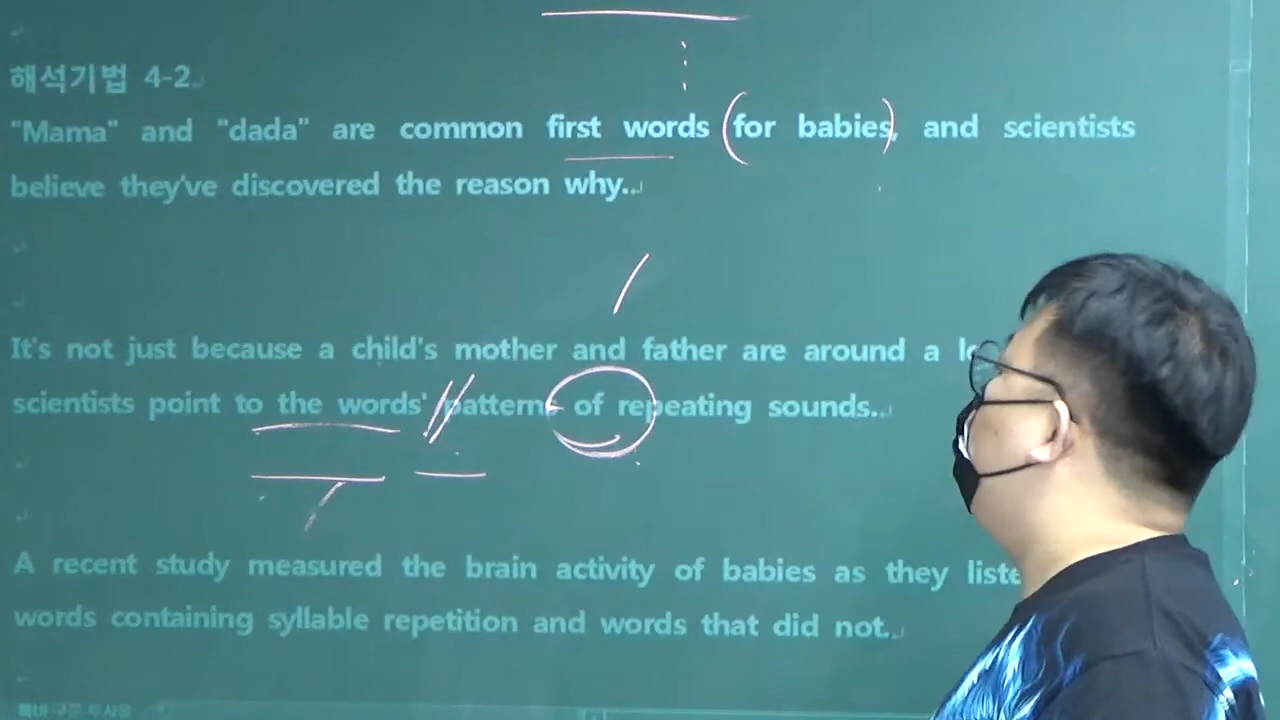 해석기법 4-2
"Mama" and "dada" are common first words (for babies), and scientists
believe they've discovered the reason why..
It's not just because a child's mother and father are around a
scientists point to the words' patterns of repeating sounds..
A recent study measured the brain activity of babies as they
words containing syllable repetition and words that did not.